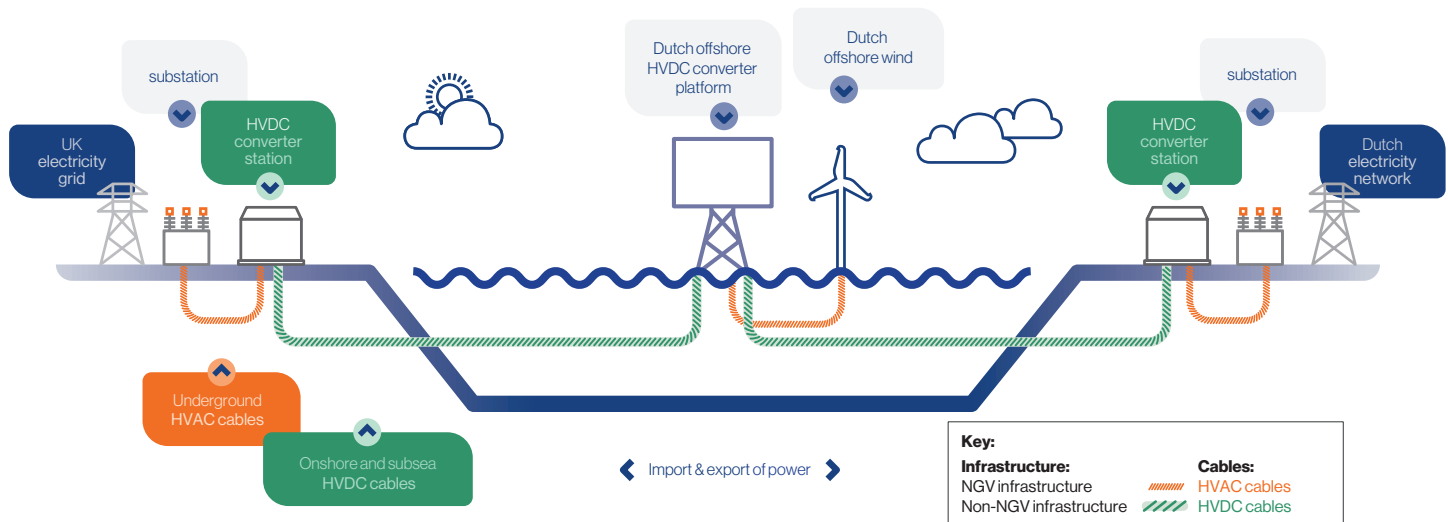 substation
UK
electricity
grid
HVDC
converter
station
Dutch offshore
HVDC converter
platform
Dutch
offshore wind
substation
HVDC
converter
station
Dutch
electricity
network
Underground
HVAC cables
Onshore and subsea
HVDC cables
Import & export of power
Key:
Infrastructure:
NGV infrastructure
Non-NGV infrastructure
Cables:
HVAC cables
HVDC cables